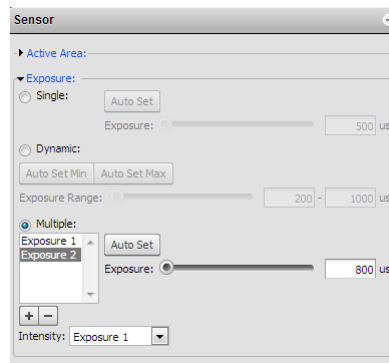 Sensor
Active Area:
Exposure:
Single:
Auto Set
Exposure: 500 us
Dynamic:
Auto Set Min Auto Set Max
Exposure Range: 200 - 1000 us
Multiple:
Exposure 1
Exposure 2
Auto Set
Exposure: 800 us
+ −
Intensity: Exposure 1